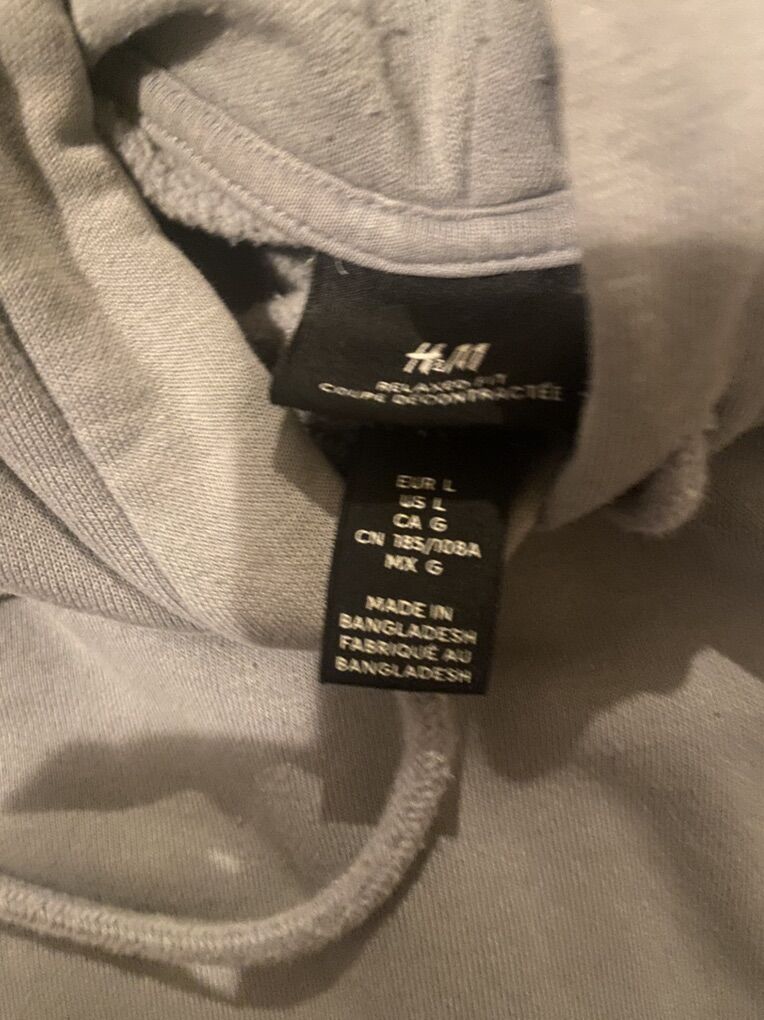 H&M
RELAXED FIT
COUPE DÉCONTRACTÉE
EUR L
US L
CA G
CN 185/108A
MX G
MADE IN
BANGLADESH
FABRIQUÉ AU
BANGLADESH